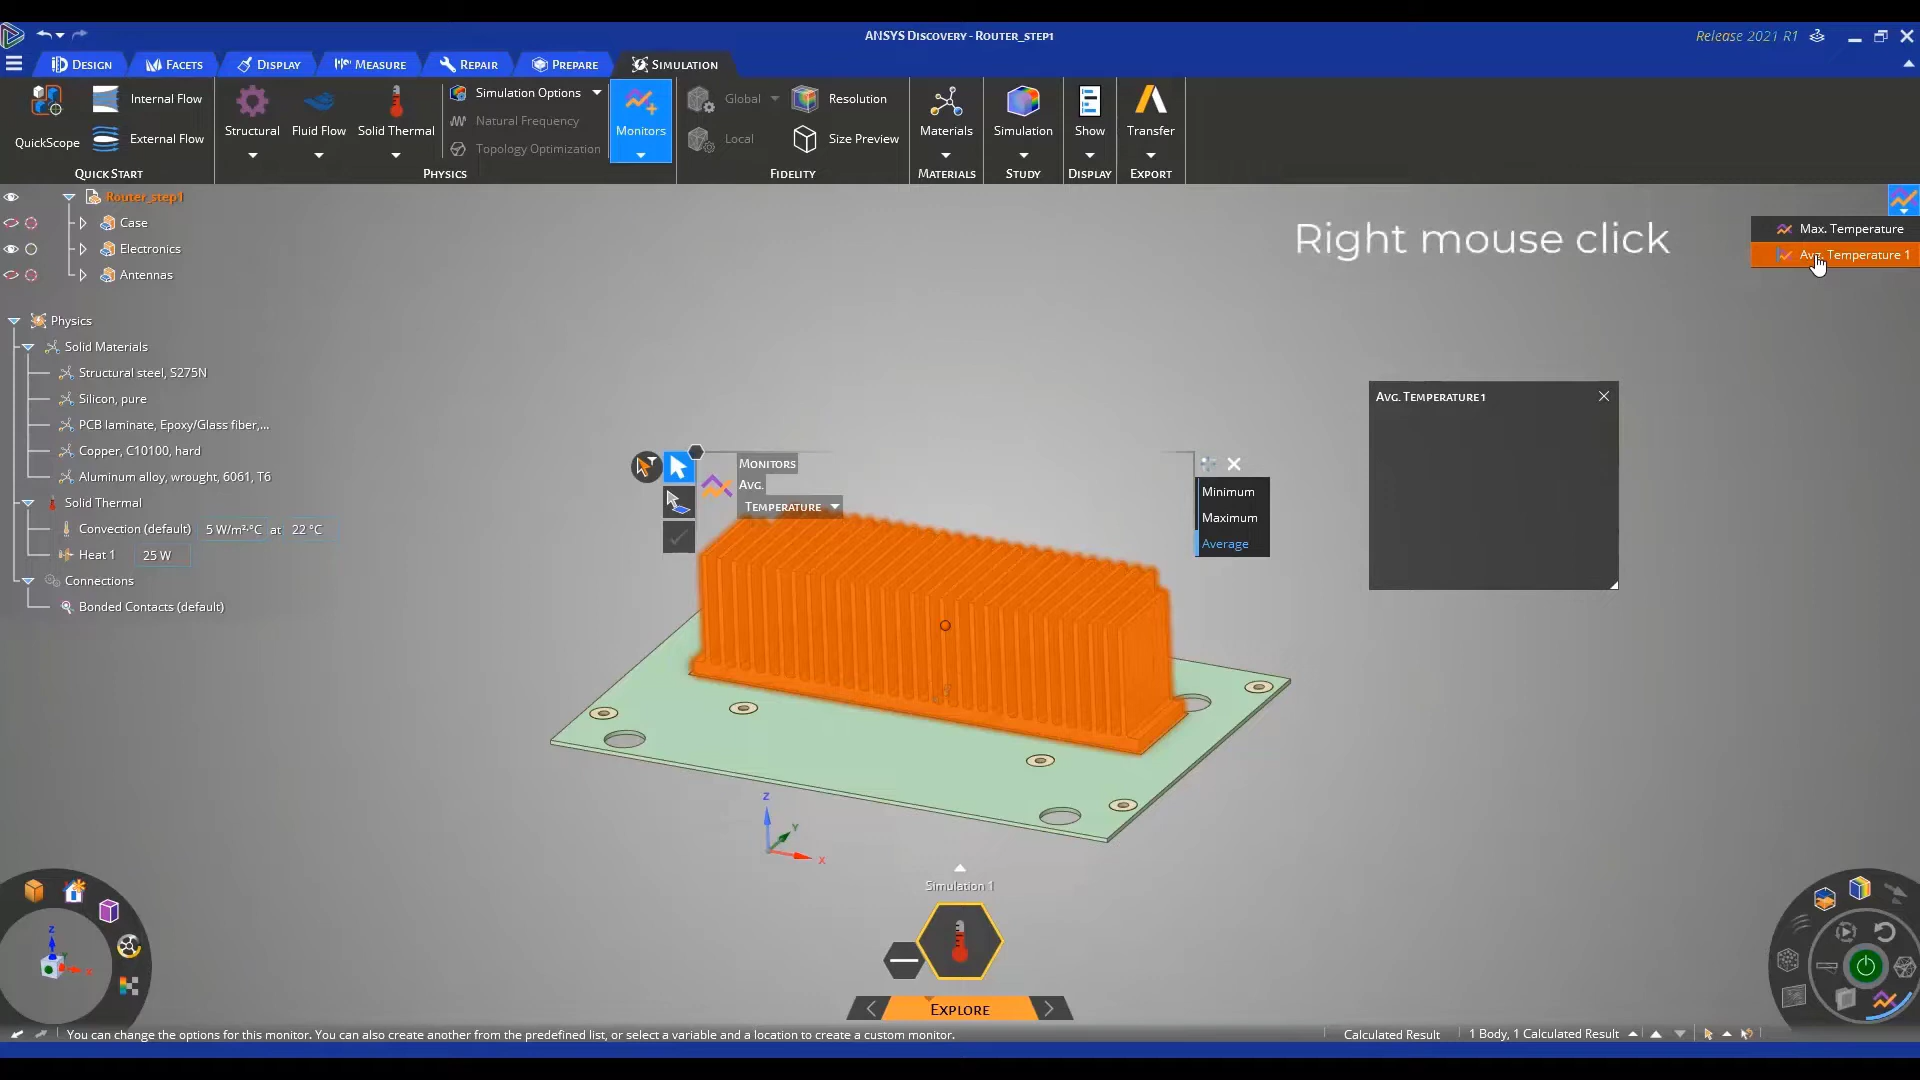 ANSYS Discovery - Router_step1
Release 2021 R1
Design
Facets
Display
Measure
Repair
Prepare
Simulation
QuickScope
Internal Flow
External Flow
Quick Start
Structural
Fluid Flow
Solid Thermal
Simulation Options
Natural Frequency
Topology Optimization
Monitors
Physics
Global
Local
Resolution
Size Preview
Fidelity
Materials
Materials
Simulation
Study
Show
Display
Transfer
Export
Router_step1
Case
Electronics
Antennas
Physics
Solid Materials
Structural steel, S275N
Silicon, pure
PCB laminate, Epoxy/Glass fiber,...
Copper, C10100, hard
Aluminum alloy, wrought, 6061, T6
Solid Thermal
Convection (default) 5 W/m²·°C at 22 °C
Heat 1 25 W
Connections
Bonded Contacts (default)
Right mouse click
Max. Temperature
Avg. Temperature 1
Avg. Temperature1
Monitors
Avg.
Temperature
Minimum
Maximum
Average
Z
Y
X
Z
Simulation 1
Explore
You can change the options for this monitor. You can also create another from the predefined list, or select a variable and a location to create a custom monitor.
Calculated Result
1 Body, 1 Calculated Result